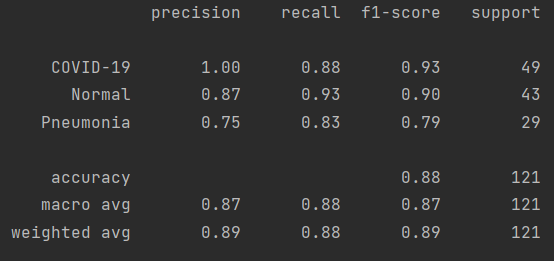 precision recall f1-score support
COVID-19 1.00 0.88 0.93 49
Normal 0.87 0.93 0.90 43
Pneumonia 0.75 0.83 0.79 29
accuracy 0.88 121
macro avg 0.87 0.88 0.87 121
weighted avg 0.89 0.88 0.89 121